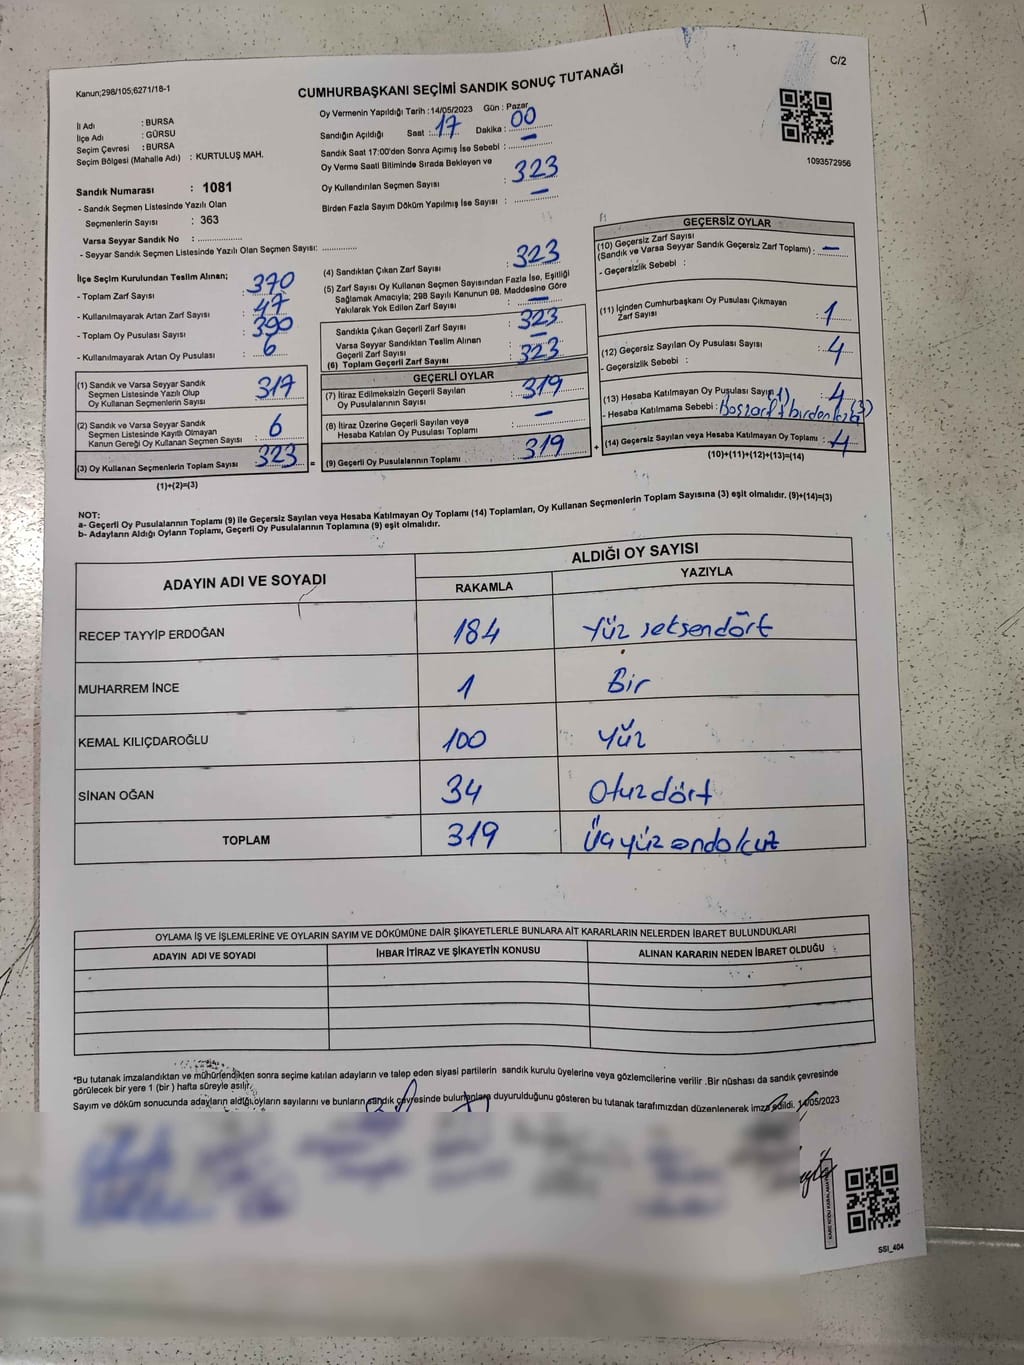 C/2
Kanun;298/105;6271/18-1
CUMHURBAŞKANI SEÇİMİ SANDIK SONUÇ TUTANAĞI
İl Adı : BURSA
İlçe Adı : GÜRSU
Seçim Çevresi : BURSA
Seçim Bölgesi (Mahalle Adı) : KURTULUŞ MAH.
Sandık Numarası : 1081
- Sandık Seçmen Listesinde Yazılı Olan
Seçmenlerin Sayısı : 363
Varsa Seyyar Sandık No : ..............
- Seyyar Sandık Seçmen Listesinde Yazılı Olan Seçmen Sayısı: ............
Oy Vermenin Yapıldığı Tarih :14/05/2023 Gün : Pazar
Sandığın Açıldığı Saat :17 Dakika : 00
Sandık Saat 17:00'den Sonra Açımış İse Sebebi : —
Oy Verme Saati Bitiminde Sırada Bekleyen ve
Oy Kullandırılan Seçmen Sayısı : 323
Birden Fazla Sayım Döküm Yapılmış İse Sayısı : —
1093572956
İlçe Seçim Kurulundan Teslim Alınan;
- Toplam Zarf Sayısı : 370
- Kullanılmayarak Artan Zarf Sayısı : 47
- Toplam Oy Pusulası Sayısı : 390
- Kullanılmayarak Artan Oy Pusulası : 6
(1) Sandık ve Varsa Seyyar Sandık
Seçmen Listesinde Yazılı Olup
Oy Kullanan Seçmenlerin Sayısı 317
(2) Sandık ve Varsa Seyyar Sandık
Seçmen Listesinde Kayıtlı Olmayan
Kanun Gereği Oy Kullanan Seçmen Sayısı : 6
(3) Oy Kullanan Seçmenlerin Toplam Sayısı 323
(1)+(2)=(3)
=
(4) Sandıktan Çıkan Zarf Sayısı : 323
(5) Zarf Sayısı Oy Kullanan Seçmen Sayısından Fazla İse, Eşitliği
Sağlamak Amacıyla; 298 Sayılı Kanunun 98. Maddesine Göre
Yakılarak Yok Edilen Zarf Sayısı : —
Sandıkla Çıkan Geçerli Zarf Sayısı : 323
Varsa Seyyar Sandıktan Teslim Alınan
Geçerli Zarf Sayısı : —
(6) Toplam Geçerli Zarf Sayısı : 323
GEÇERLİ OYLAR
(7) İtiraz Edilmeksizin Geçerli Sayılan
Oy Pusulalarının Sayısı : 319
(8) İtiraz Üzerine Geçerli Sayılan veya
Hesaba Katılan Oy Pusulası Toplamı : —
(9) Geçerli Oy Pusulalarının Toplamı : 319
+
GEÇERSİZ OYLAR
(10) Geçersiz Zarf Sayısı
(Sandık ve Varsa Seyyar Sandık Geçersiz Zarf Toplamı) : —
- Geçersizlik Sebebi :
(11) İçinden Cumhurbaşkanı Oy Pusulası Çıkmayan
Zarf Sayısı : 1
(12) Geçersiz Sayılan Oy Pusulası Sayısı : 4
- Geçersizlik Sebebi :
(13) Hesaba Katılmayan Oy Pusulası Sayısı : 4
- Hesaba Katılmama Sebebi :
(14) Geçersiz Sayılan veya Hesaba Katılmayan Oy Toplamı : 4
(10)+(11)+(12)+(13)=(14)
NOT:
a- Geçerli Oy Pusulalarının Toplamı (9) ile Geçersiz Sayılan veya Hesaba Katılmayan Oy Toplamı (14) Toplamları, Oy Kullanan Seçmenlerin Toplam Sayısına (3) eşit olmalıdır. (9)+(14)=(3)
b- Adayların Aldığı Oyların Toplamı, Geçerli Oy Pusulalarının Toplamına (9) eşit olmalıdır.
ADAYIN ADI VE SOYADI ALDIĞI OY SAYISI
RAKAMLA YAZIYLA
RECEP TAYYİP ERDOĞAN 184 Yüz seksendört
MUHARREM İNCE 1 Bir
KEMAL KILIÇDAROĞLU 100 Yüz
SİNAN OĞAN 34 Otuzdört
TOPLAM 319 Üçyüzondokuz
OYLAMA İŞ VE İŞLEMLERİNE VE OYLARIN SAYIM VE DÖKÜMÜNE DAİR ŞİKAYETLERLE BUNLARA AİT KARARLARIN NELERDEN İBARET BULUNDUKLARI
ADAYIN ADI VE SOYADI İHBAR İTİRAZ VE ŞİKAYETİN KONUSU ALINAN KARARIN NEDEN İBARET OLDUĞU
*Bu tutanak imzalandıktan ve mühürlendikten sonra seçime katılan adayların ve talep eden siyasi partilerin sandık kurulu üyelerine veya gözlemcilerine verilir .Bir nüshası da sandık çevresinde
görülecek bir yere 1 (bir ) hafta süreyle asılır.
Sayım ve döküm sonucunda adayların aldığı oyların sayılarını ve bunların sandık çevresinde bulunanlara duyurulduğunu gösteren bu tutanak tarafımızdan düzenlenerek imza edildi. 14/05/2023
SSI_404